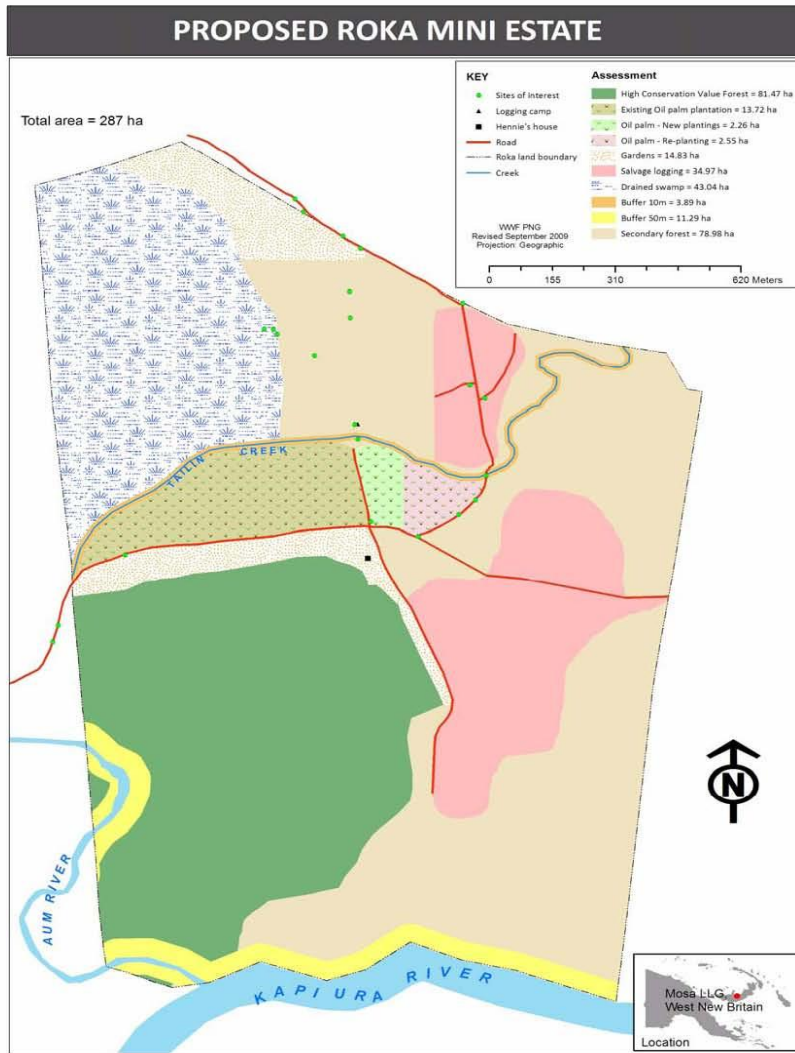 PROPOSED ROKA MINI ESTATE
Total area = 287 ha
KEY
Sites of interest
Logging camp
Hennie's house
Road
Roka land boundary
Creek
Assessment
High Conservation Value Forest = 81.47 ha
Existing Oil palm plantation = 13.72 ha
Oil palm - New plantings = 2.26 ha
Oil palm - Re-planting = 2.55 ha
Gardens = 14.83 ha
Salvage logging = 34.97 ha
Drained swamp = 43.04 ha
Buffer 10m = 3.89 ha
Buffer 50m = 11.29 ha
Secondary forest = 78.98 ha
WWF PNG
Revised September 2009
Projection: Geographic
0 155 310 620 Meters
TAILIN CREEK
N
AUM RIVER
KAPIURA RIVER
Mosa LLG,
West New Britain
Location